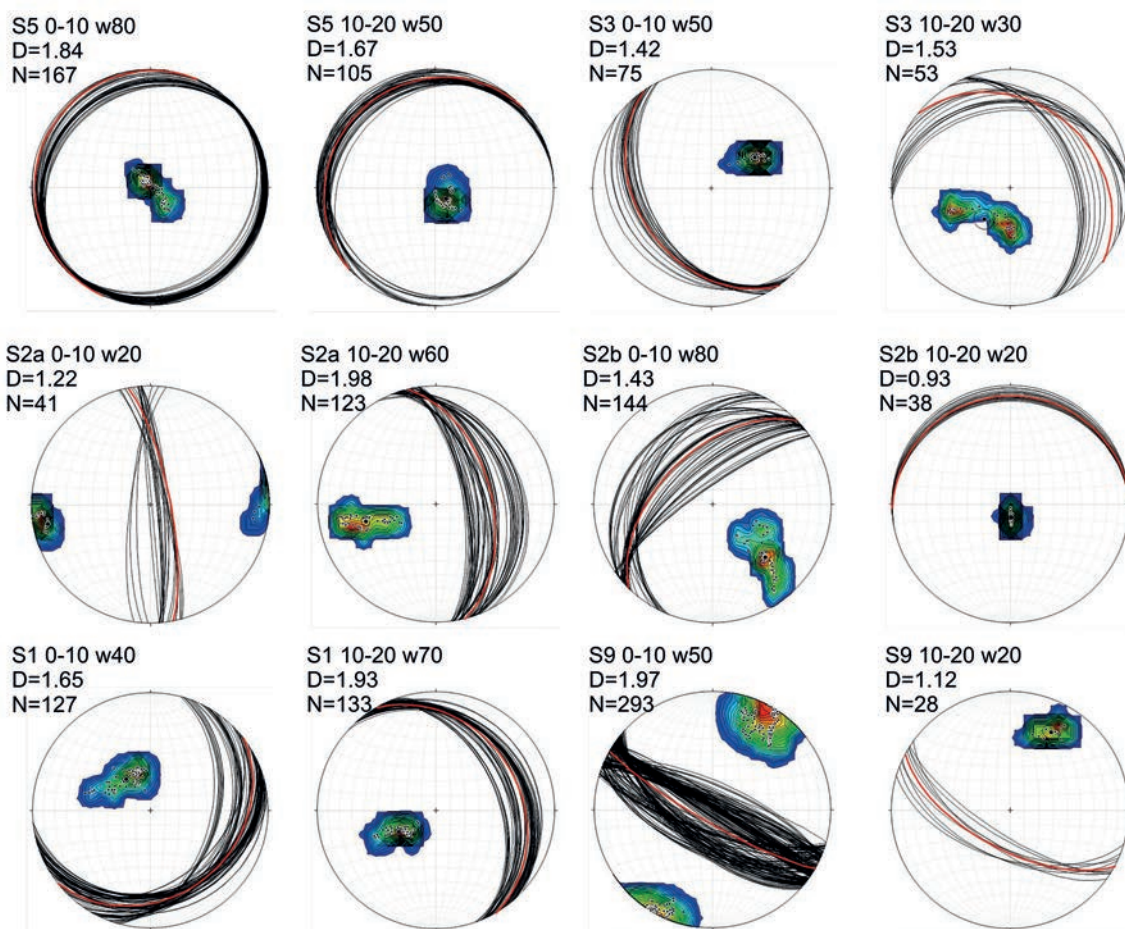 S5 0-10 w80
D=1.84
N=167
S5 10-20 w50
D=1.67
N=105
S3 0-10 w50
D=1.42
N=75
S3 10-20 w30
D=1.53
N=53
S2a 0-10 w20
D=1.22
N=41
S2a 10-20 w60
D=1.98
N=123
S2b 0-10 w80
D=1.43
N=144
S2b 10-20 w20
D=0.93
N=38
S1 0-10 w40
D=1.65
N=127
S1 10-20 w70
D=1.93
N=133
S9 0-10 w50
D=1.97
N=293
S9 10-20 w20
D=1.12
N=28